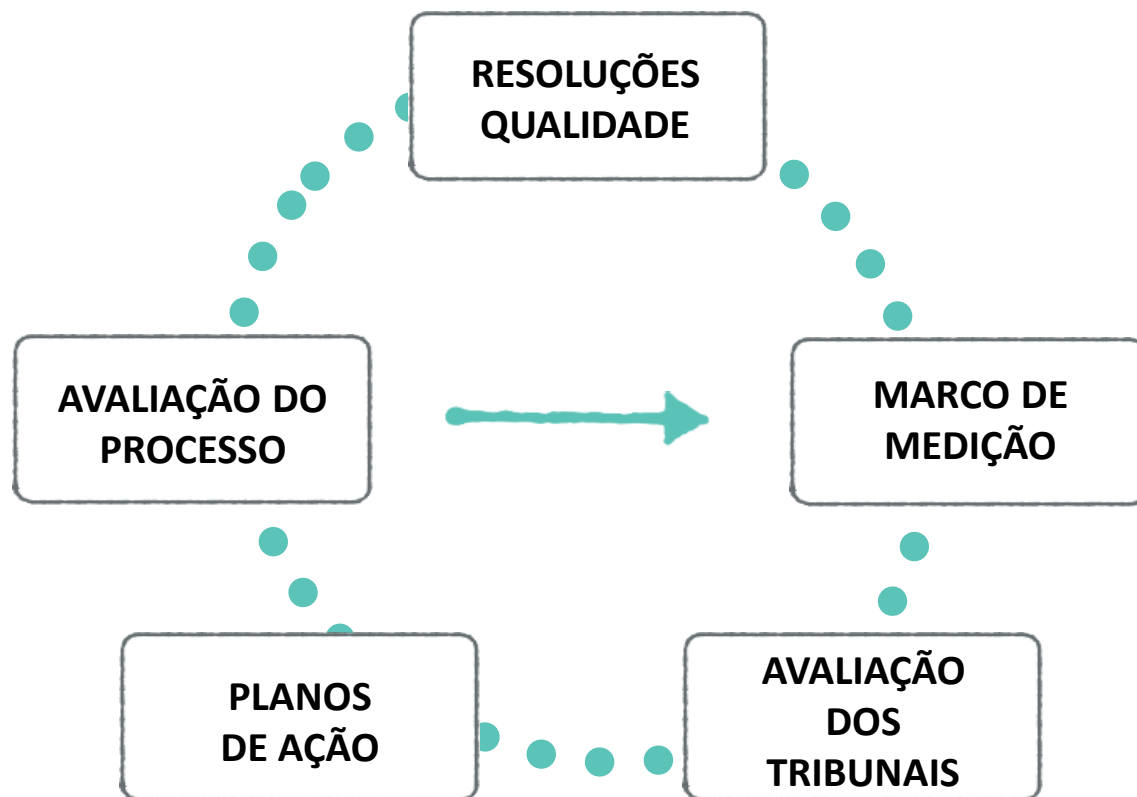 RESOLUÇÕES
QUALIDADE
AVALIAÇÃO DO
PROCESSO
MARCO DE
MEDIÇÃO
PLANOS
DE AÇÃO
AVALIAÇÃO
DOS
TRIBUNAIS